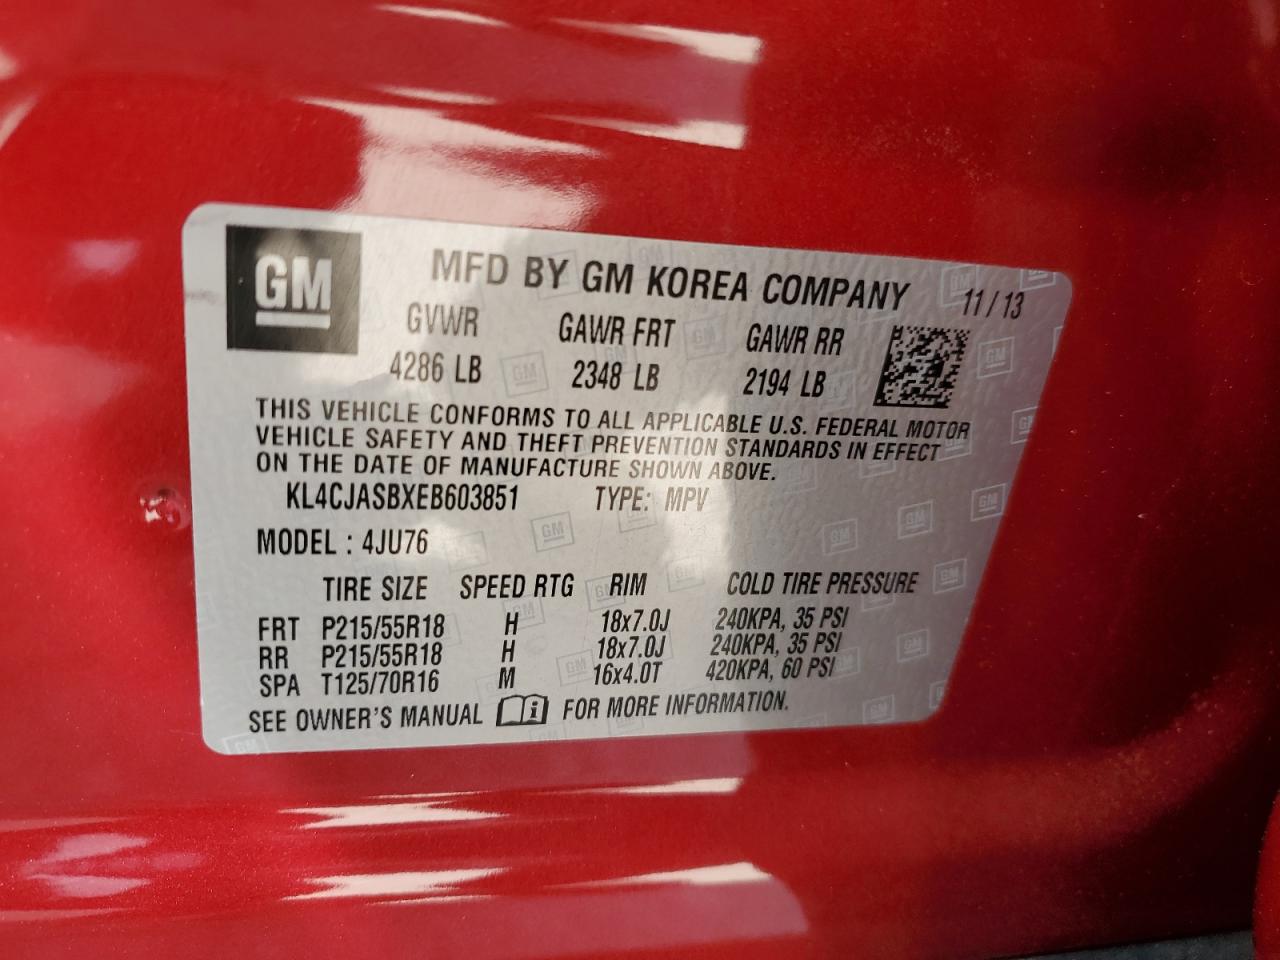 GM
MFD BY GM KOREA COMPANY 11 / 13
GVWR GAWR FRT GAWR RR
4286 LB 2348 LB 2194 LB
THIS VEHICLE CONFORMS TO ALL APPLICABLE U.S. FEDERAL MOTOR
VEHICLE SAFETY AND THEFT PREVENTION STANDARDS IN EFFECT
ON THE DATE OF MANUFACTURE SHOWN ABOVE.
KL4CJASBXEB603851 TYPE: MPV
MODEL : 4JU76
TIRE SIZE SPEED RTG RIM COLD TIRE PRESSURE
FRT P215/55R18 H 18x7.0J 240KPA, 35 PSI
RR P215/55R18 H 18x7.0J 240KPA, 35 PSI
SPA T125/70R16 M 16x4.0T 420KPA, 60 PSI
SEE OWNER'S MANUAL i FOR MORE INFORMATION.